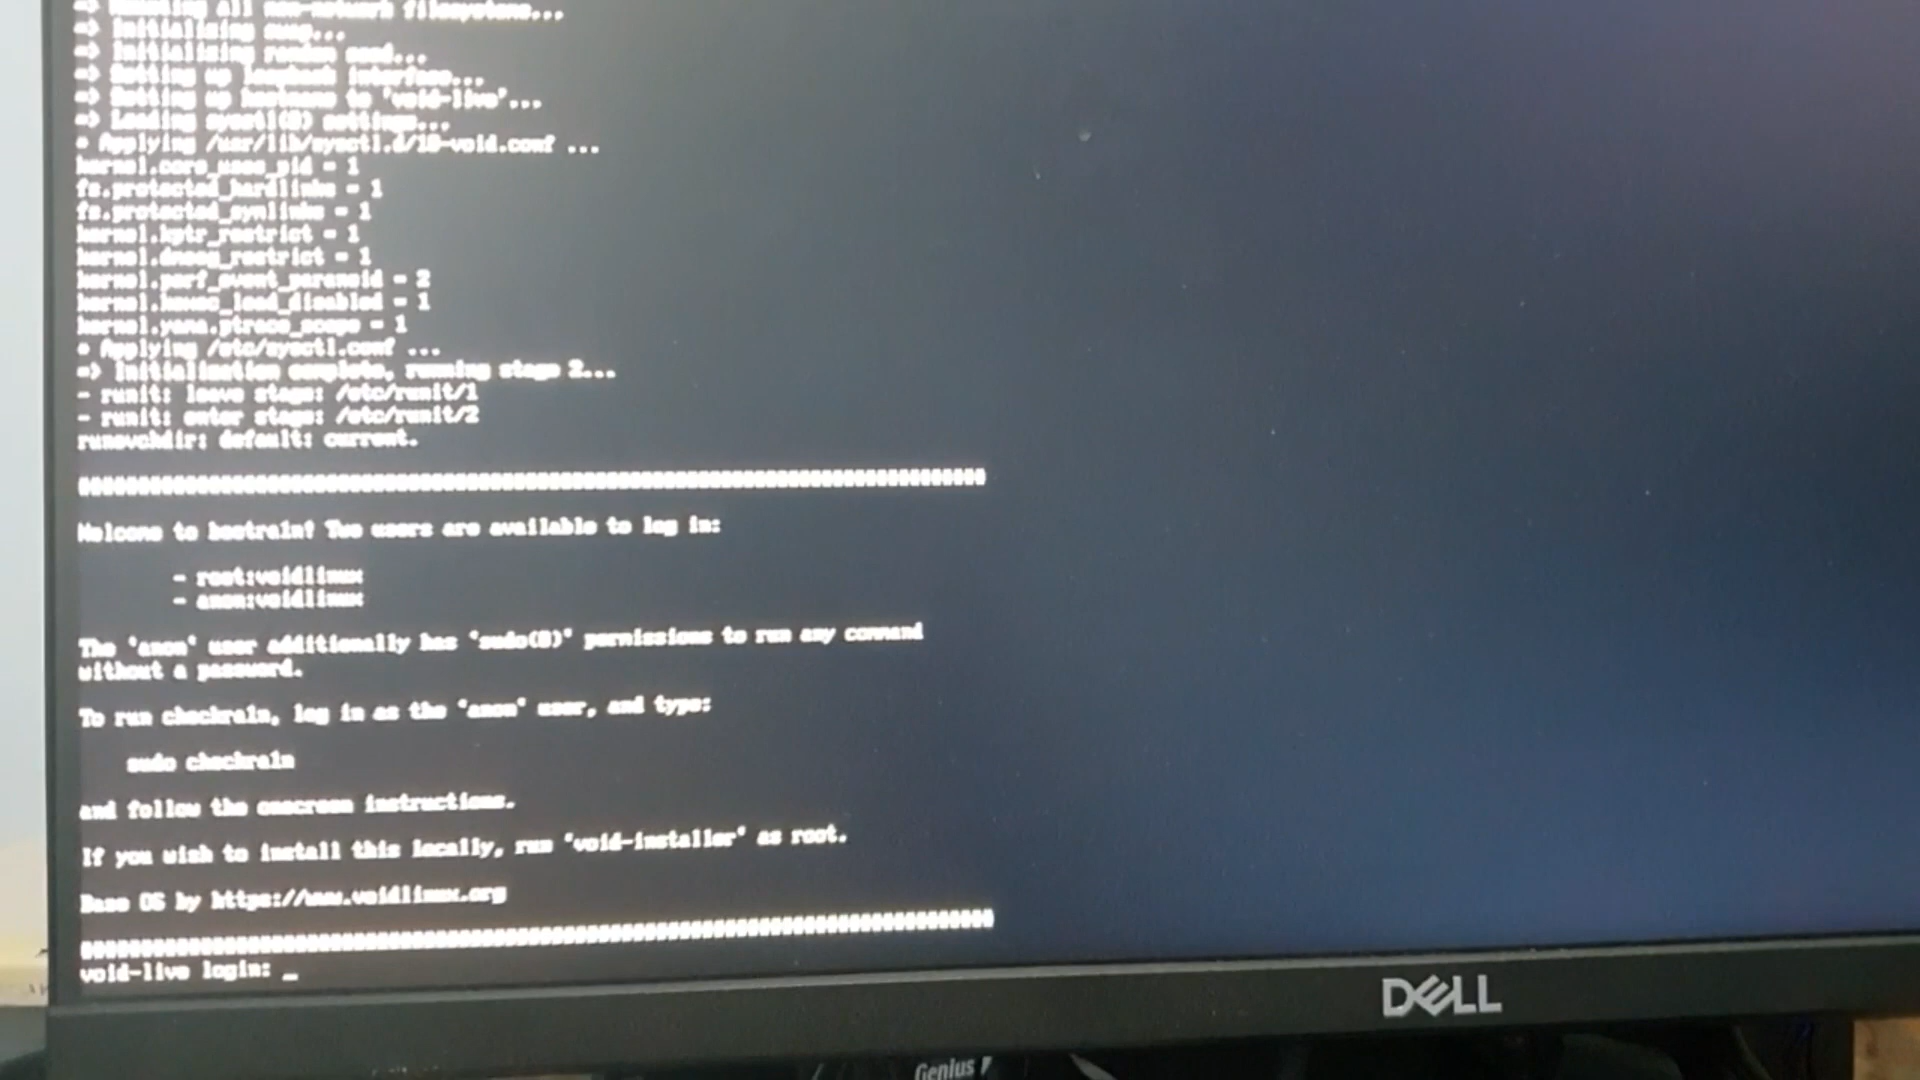 => Mounting all non-network filesystems...
=> Initializing swap...
=> Initializing random seed...
=> Setting up loopback interface...
=> Setting up hostname to 'void-live'...
=> Loading sysctl(8) settings...
* Applying /usr/lib/sysctl.d/10-void.conf ...
kernel.core_uses_pid = 1
fs.protected_hardlinks = 1
fs.protected_symlinks = 1
kernel.kptr_restrict = 1
kernel.dmesg_restrict = 1
kernel.perf_event_paranoid = 2
kernel.kexec_load_disabled = 1
kernel.yama.ptrace_scope = 1
* Applying /etc/sysctl.conf ...
=> Initialization complete, running stage 2...
- runit: leave stage: /etc/runit/1
- runit: enter stage: /etc/runit/2
runsvchdir: default: current.
Welcome to bootra1n! Two users are available to log in:
- root:voidlinux
- anon:voidlinux
The "anon" user additionally has "sudo(8)" permissions to run any command
without a password.
To run checkra1n, log in as the "anon" user, and type:
sudo checkra1n
and follow the onscreen instructions.
If you wish to install this locally, run "void-installer" as root.
Base OS by https://www.voidlinux.org
void-live login: _
DELL
Genius